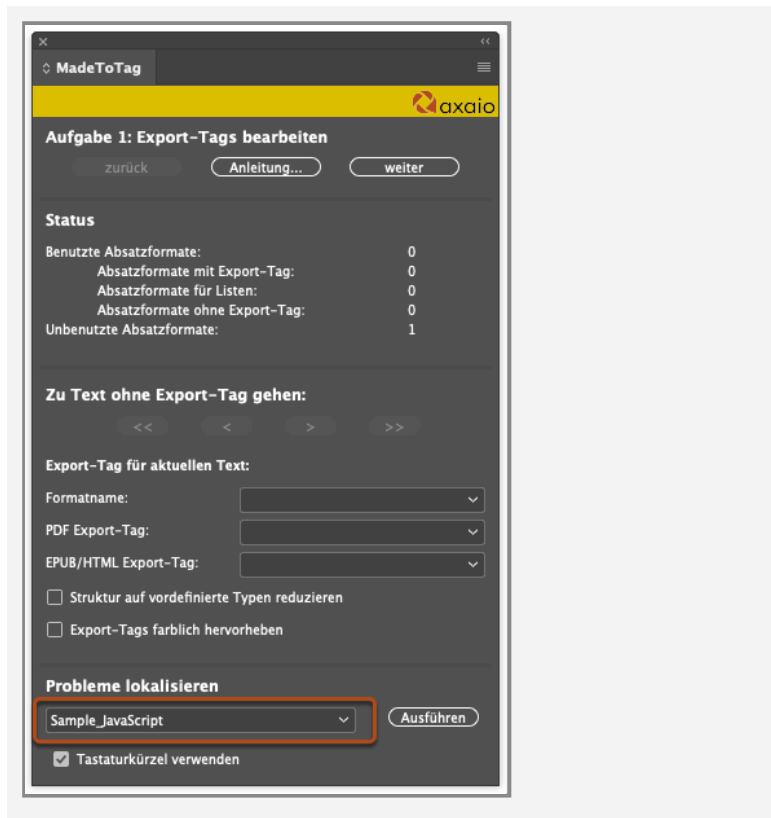 MadeToTag
axaio
Aufgabe 1: Export-Tags bearbeiten
zurück Anleitung... weiter
Status
Benutzte Absatzformate: 0
Absatzformate mit Export-Tag: 0
Absatzformate für Listen: 0
Absatzformate ohne Export-Tag: 0
Unbenutzte Absatzformate: 1
Zu Text ohne Export-Tag gehen:
<< < > >>
Export-Tag für aktuellen Text:
Formatname:
PDF Export-Tag:
EPUB/HTML Export-Tag:
Struktur auf vordefinierte Typen reduzieren
Export-Tags farblich hervorheben
Probleme lokalisieren
Sample_JavaScript Ausführen
Tastaturkürzel verwenden